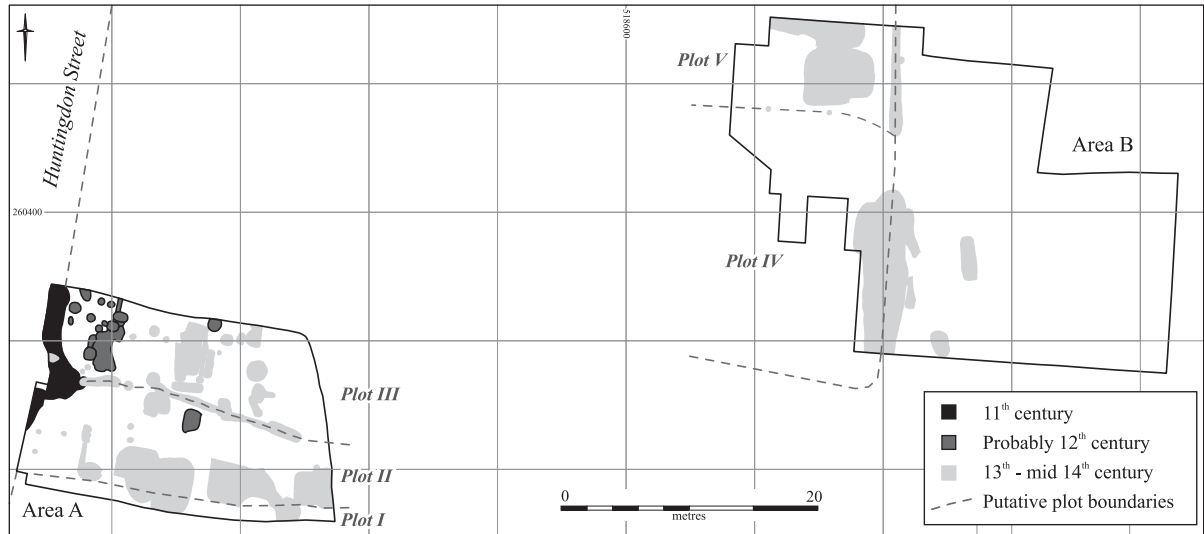 Huntingdon Street
518600
Plot V
Area B
260400
Plot IV
Plot III
Plot II
Plot I
Area A
0 20
metres
11th century
Probably 12th century
13th - mid 14th century
Putative plot boundaries